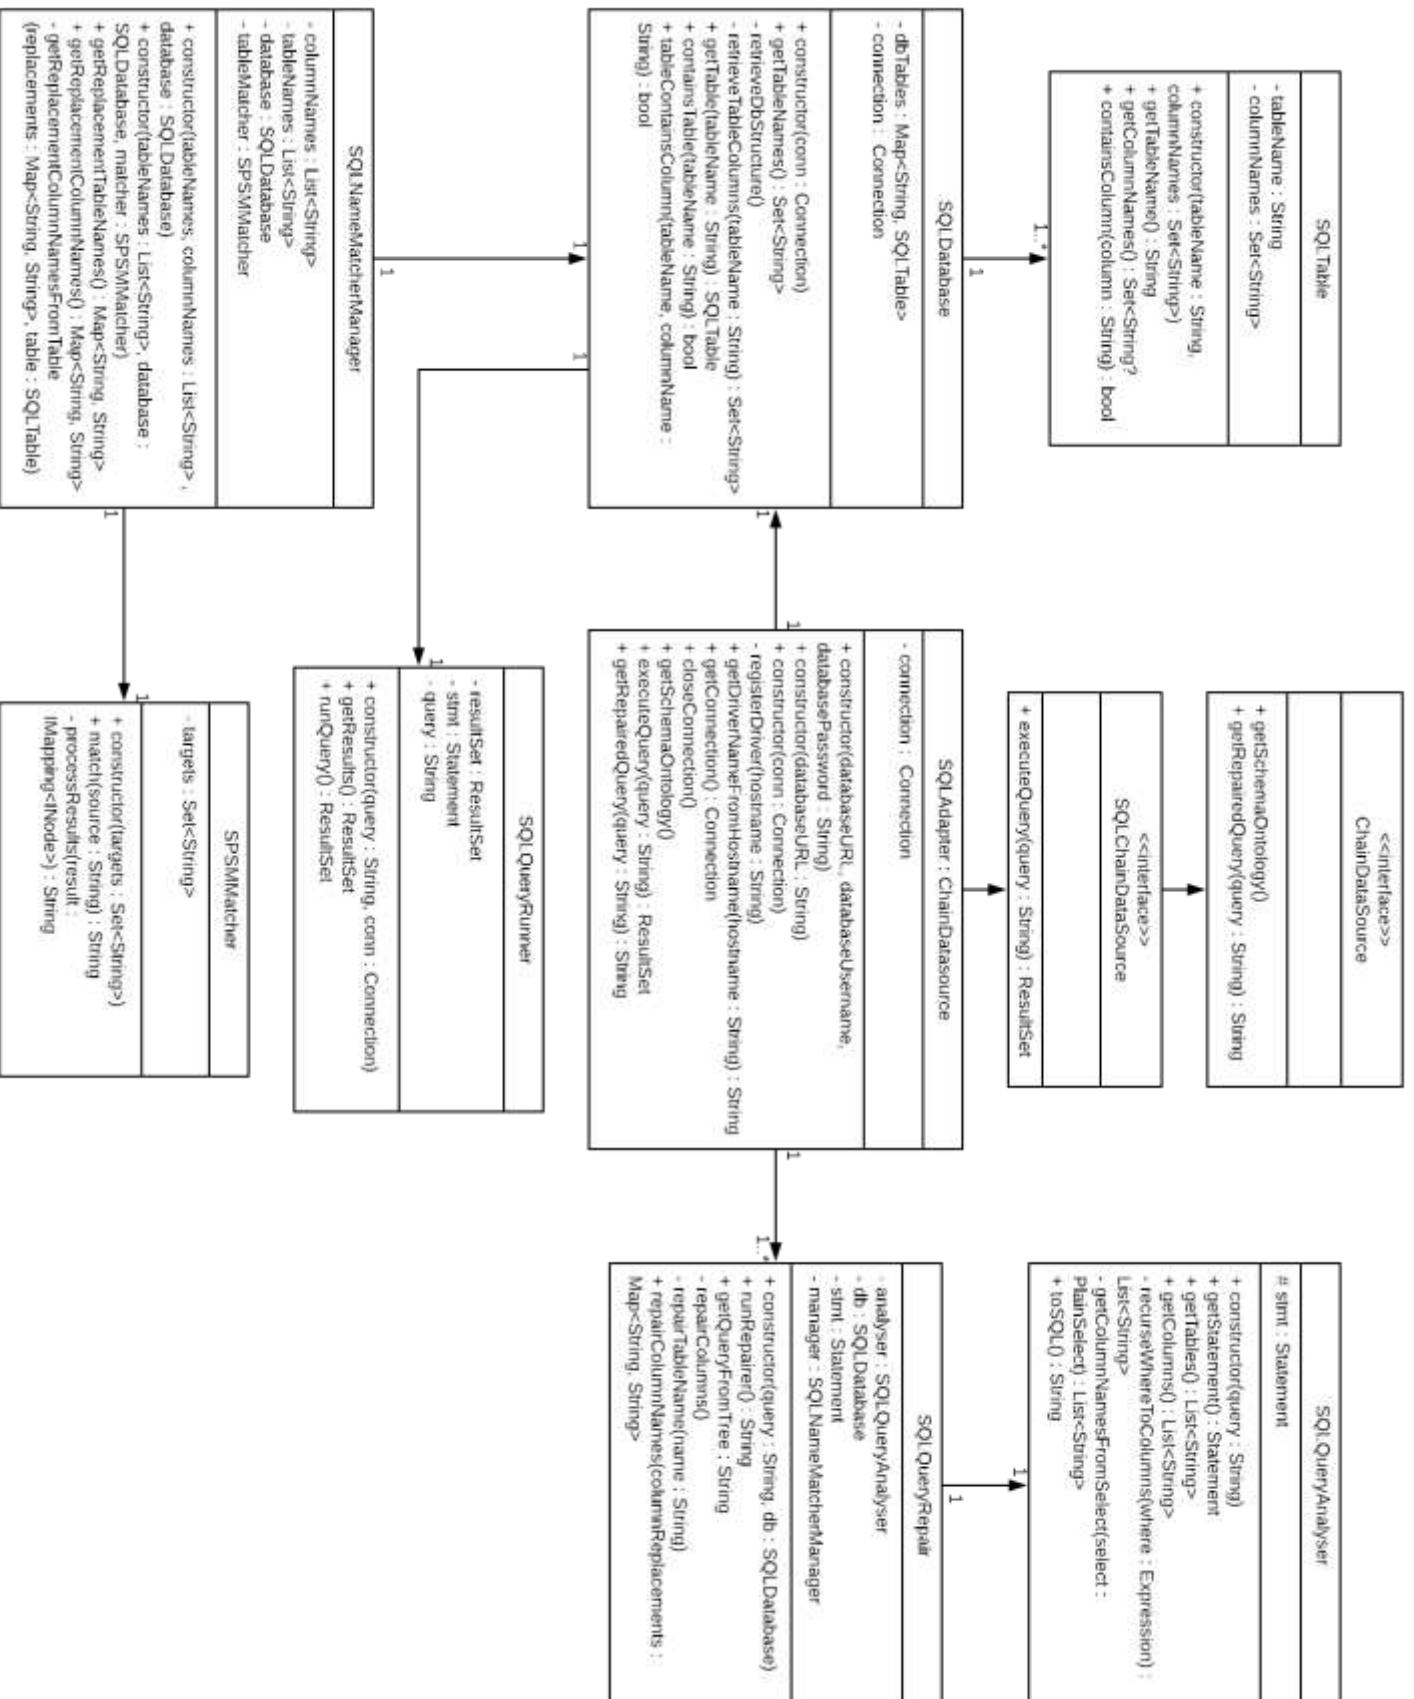 SQLTable
- tableName : String
- columnNames : Set<String>
+ constructor(tableName : String,
columnNames : Set<String>)
+ getTableName() : String
+ getColumnNames() : Set<String?
+ containsColumn(column : String) : bool
1..*
1
<<interface>>
ChainDataSource
+ getSchemaOntology()
+ getRepairedQuery(query : String) : String
<<interface>>
SQLChainDataSource
+ executeQuery(query : String) : ResultSet
SQLQueryAnalyser
# stmt : Statement
+ constructor(query : String)
+ getStatement() : Statement
+ getTables() : List<String>
+ getColumns() : List<String>
- recurseWhereToColumns(where : Expression) :
List<String>
- getColumnNamesFromSelect(select :
PlainSelect) : List<String>
+ toSQL() : String
1
1
SQLDatabase
- dbTables : Map<String, SQLTable>
- connection : Connection
+ constructor(conn : Connection)
+ getTableNames() : Set<String>
- retrieveDbStructure()
- retrieveTableColumns(tableName : String) : Set<String>
+ getTable(tableName : String) : SQLTable
+ containsTable(tableName : String) : bool
+ tableContainsColumn(tableName, columnName :
String) : bool
1
1
SQLAdapter : ChainDatasource
- connection : Connection
+ constructor(databaseURL, databaseUsername,
databasePassword : String)
+ constructor(databaseURL : String)
+ constructor(conn : Connection)
- registerDriver(hostname : String)
+ getDriverNameFromHostname(hostname : String) : String
+ getConnection() : Connection
+ closeConnection()
+ getSchemaOntology()
+ executeQuery(query : String) : ResultSet
+ getRepairedQuery(query : String) : String
1
1..*
SQLQueryRepair
- analyser : SQLQueryAnalyser
- db : SQLDatabase
- stmt : Statement
- manager : SQLNameMatcherManager
+ constructor(query : String, db : SQLDatabase)
+ runRepairer() : String
+ getQueryFromTree : String
- repairColumns()
- repairTableName(name : String)
+ repairColumnNames(columnReplacements :
Map<String, String>
1
1
1
1
SQLQueryRunner
- resultSet : ResultSet
- stmt : Statement
- query : String
+ constructor(query : String, conn : Connection)
+ getResults() : ResultSet
+ runQuery() : ResultSet
SQLNameMatcherManager
- columnNames : List<String>
- tableNames : List<String>
- database : SQLDatabase
- tableMatcher : SPSMMatcher
+ constructor(tableNames, columnNames : List<String> ,
database : SQLDatabase)
+ constructor(tableNames : List<String>, database :
SQLDatabase, matcher : SPSMMatcher)
+ getReplacementTableNames() : Map<String, String>
+ getReplacementColumnNames() : Map<String, String>
- getReplacementColumnNamesFromTable
(replacements : Map<String, String>, table : SQLTable)
1
1
SPSMMatcher
- targets : Set<String>
+ constructor(targets : Set<String>)
+ match(source : String) : String
- processResults(result :
IMapping<INode>) : String